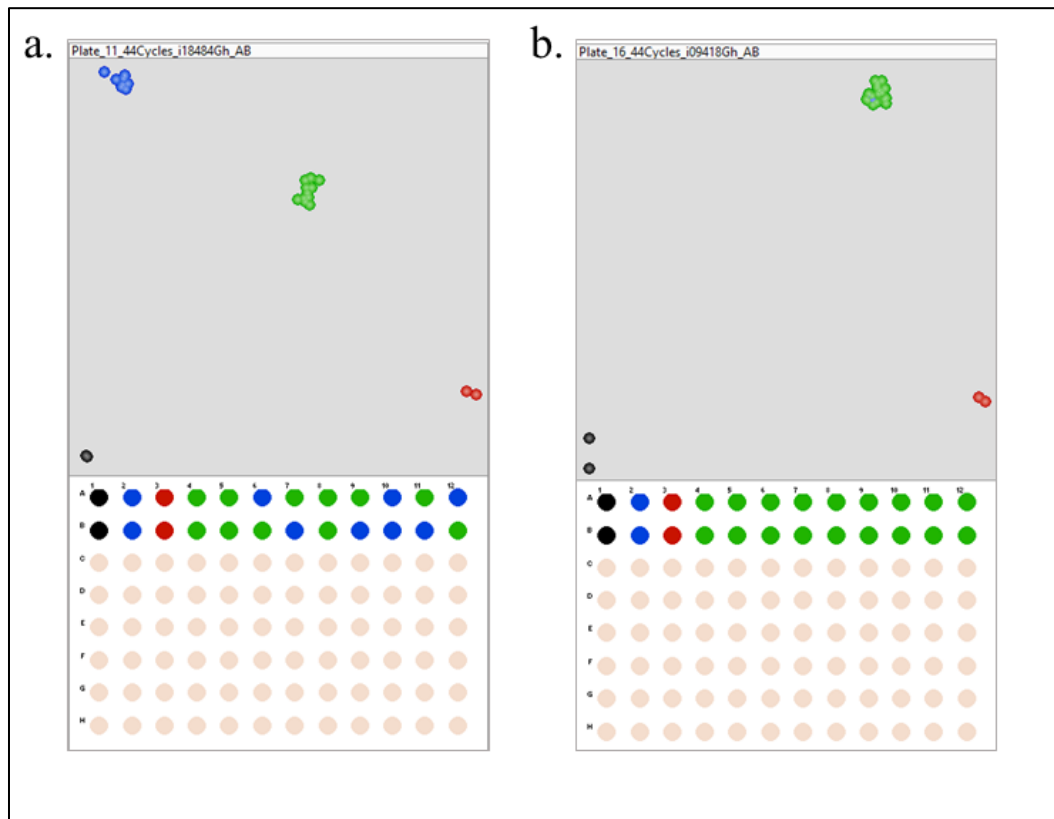 a.
Plate_11_44Cycles_i18484Gh_AB
1 2 3 4 5 6 7 8 9 10 11 12
A
B
C
D
E
F
G
H
b.
Plate_16_44Cycles_i09418Gh_AB
1 2 3 4 5 6 7 8 9 10 11 12
A
B
C
D
E
F
G
H